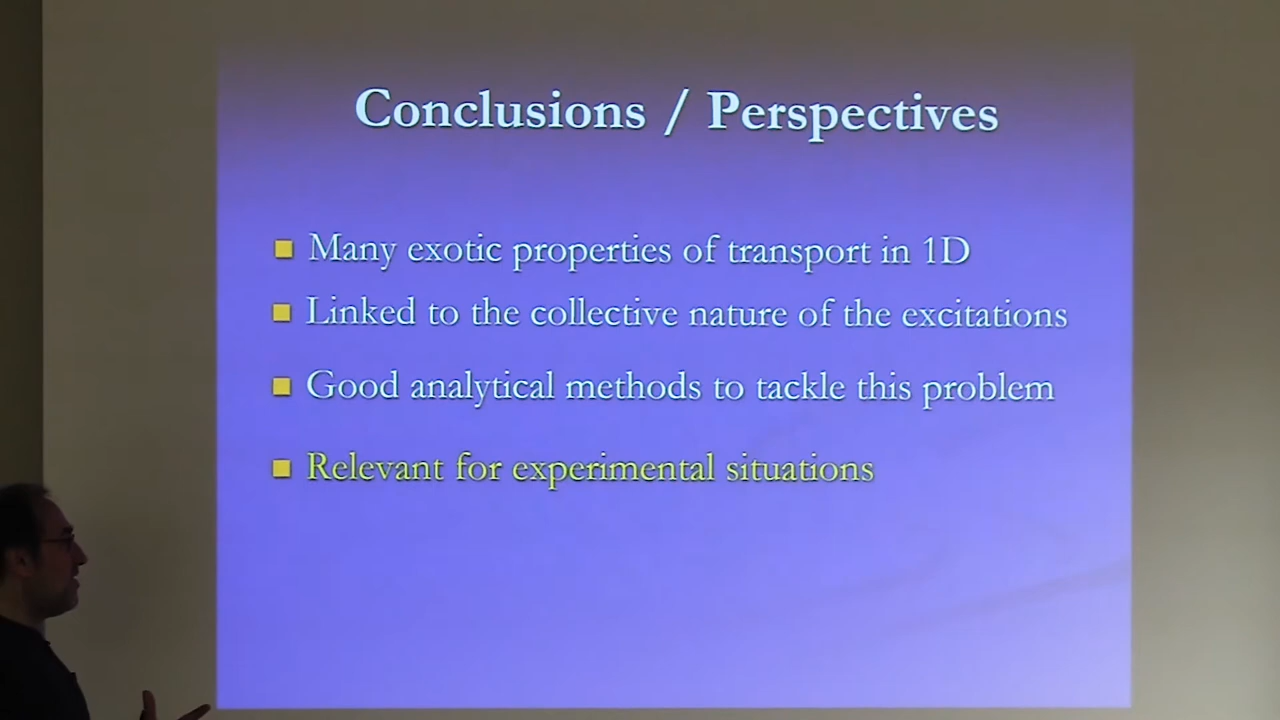 Conclusions / Perspectives
Many exotic properties of transport in 1D
Linked to the collective nature of the excitations
Good analytical methods to tackle this problem
Relevant for experimental situations